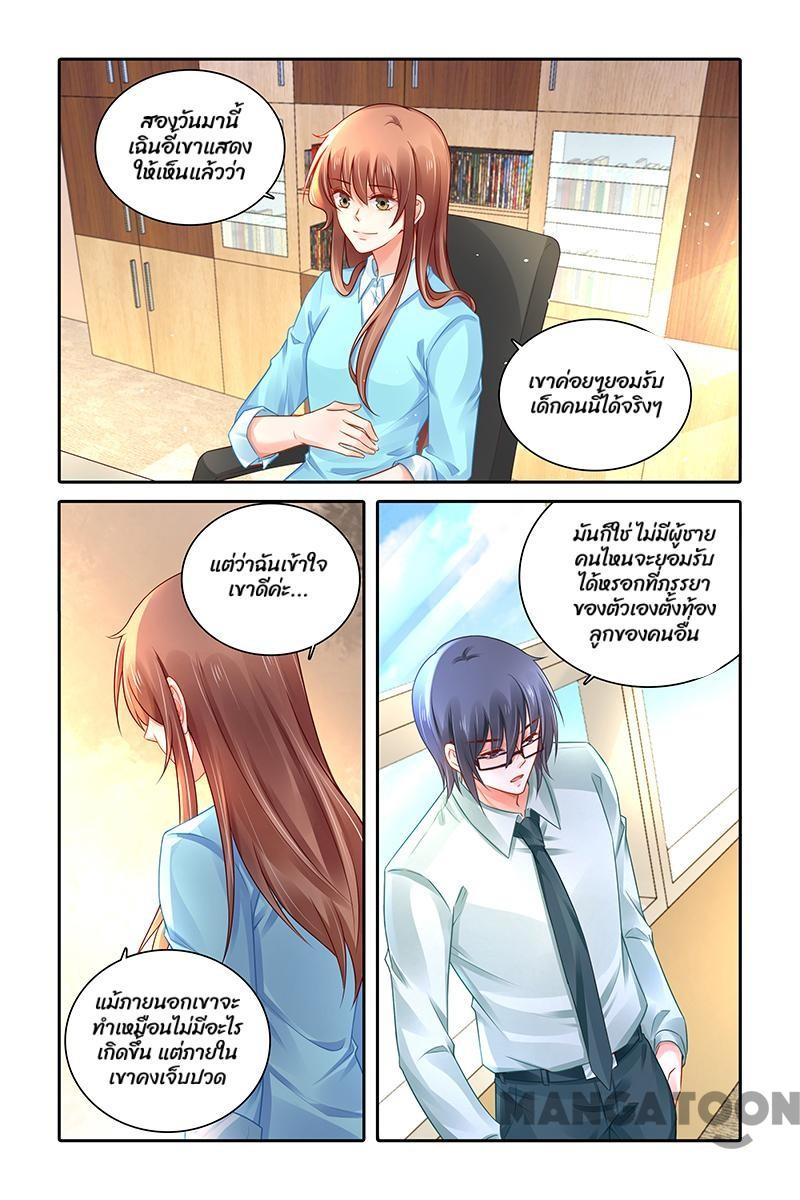 สองวันมานี้
เฉินอี้เขาแสดง
ให้เห็นแล้วว่า
เขาค่อยๆยอมรับ
เด็กคนนี้ได้จริงๆ
แต่ว่าฉันเข้าใจ
เขาดีค่ะ...
แม้ภายนอกเขาจะ
ทำเหมือนไม่มีอะไร
เกิดขึ้น แต่ภายใน
เขาคงเจ็บปวด
มันก็ใช่ ไม่มีผู้ชาย
คนไหนจะยอมรับ
ได้หรอกที่ภรรยา
ของตัวเองตั้งท้อง
ลูกของคนอื่น
MANGATOON